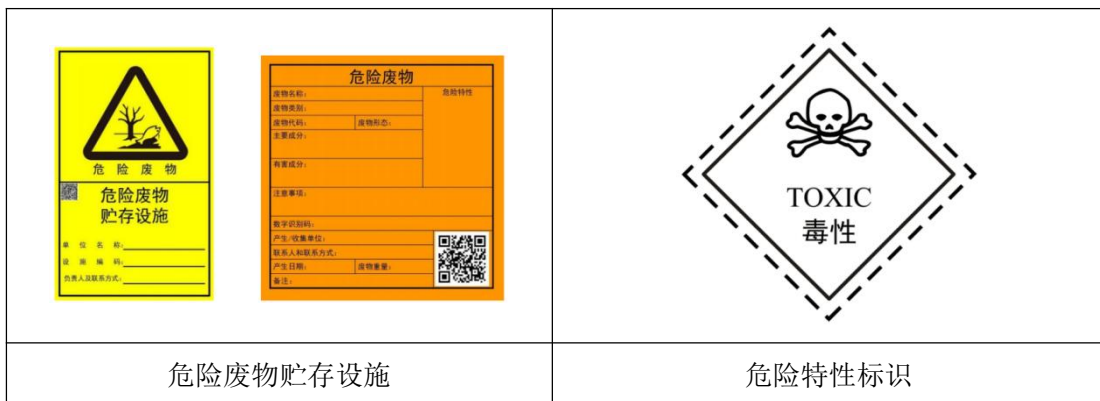 危险废物
危险废物
贮存设施
单位名称:
设施编码:
负责人及联系方式:
危险废物
废物名称:
危险特性
废物类别:
废物代码:
废物形态:
主要成分:
有害成分:
注意事项:
数字识别码:
产生/收集单位:
联系人和联系方式:
产生日期:
废物重量:
备注:
TOXIC
毒性
危险废物贮存设施
危险特性标识